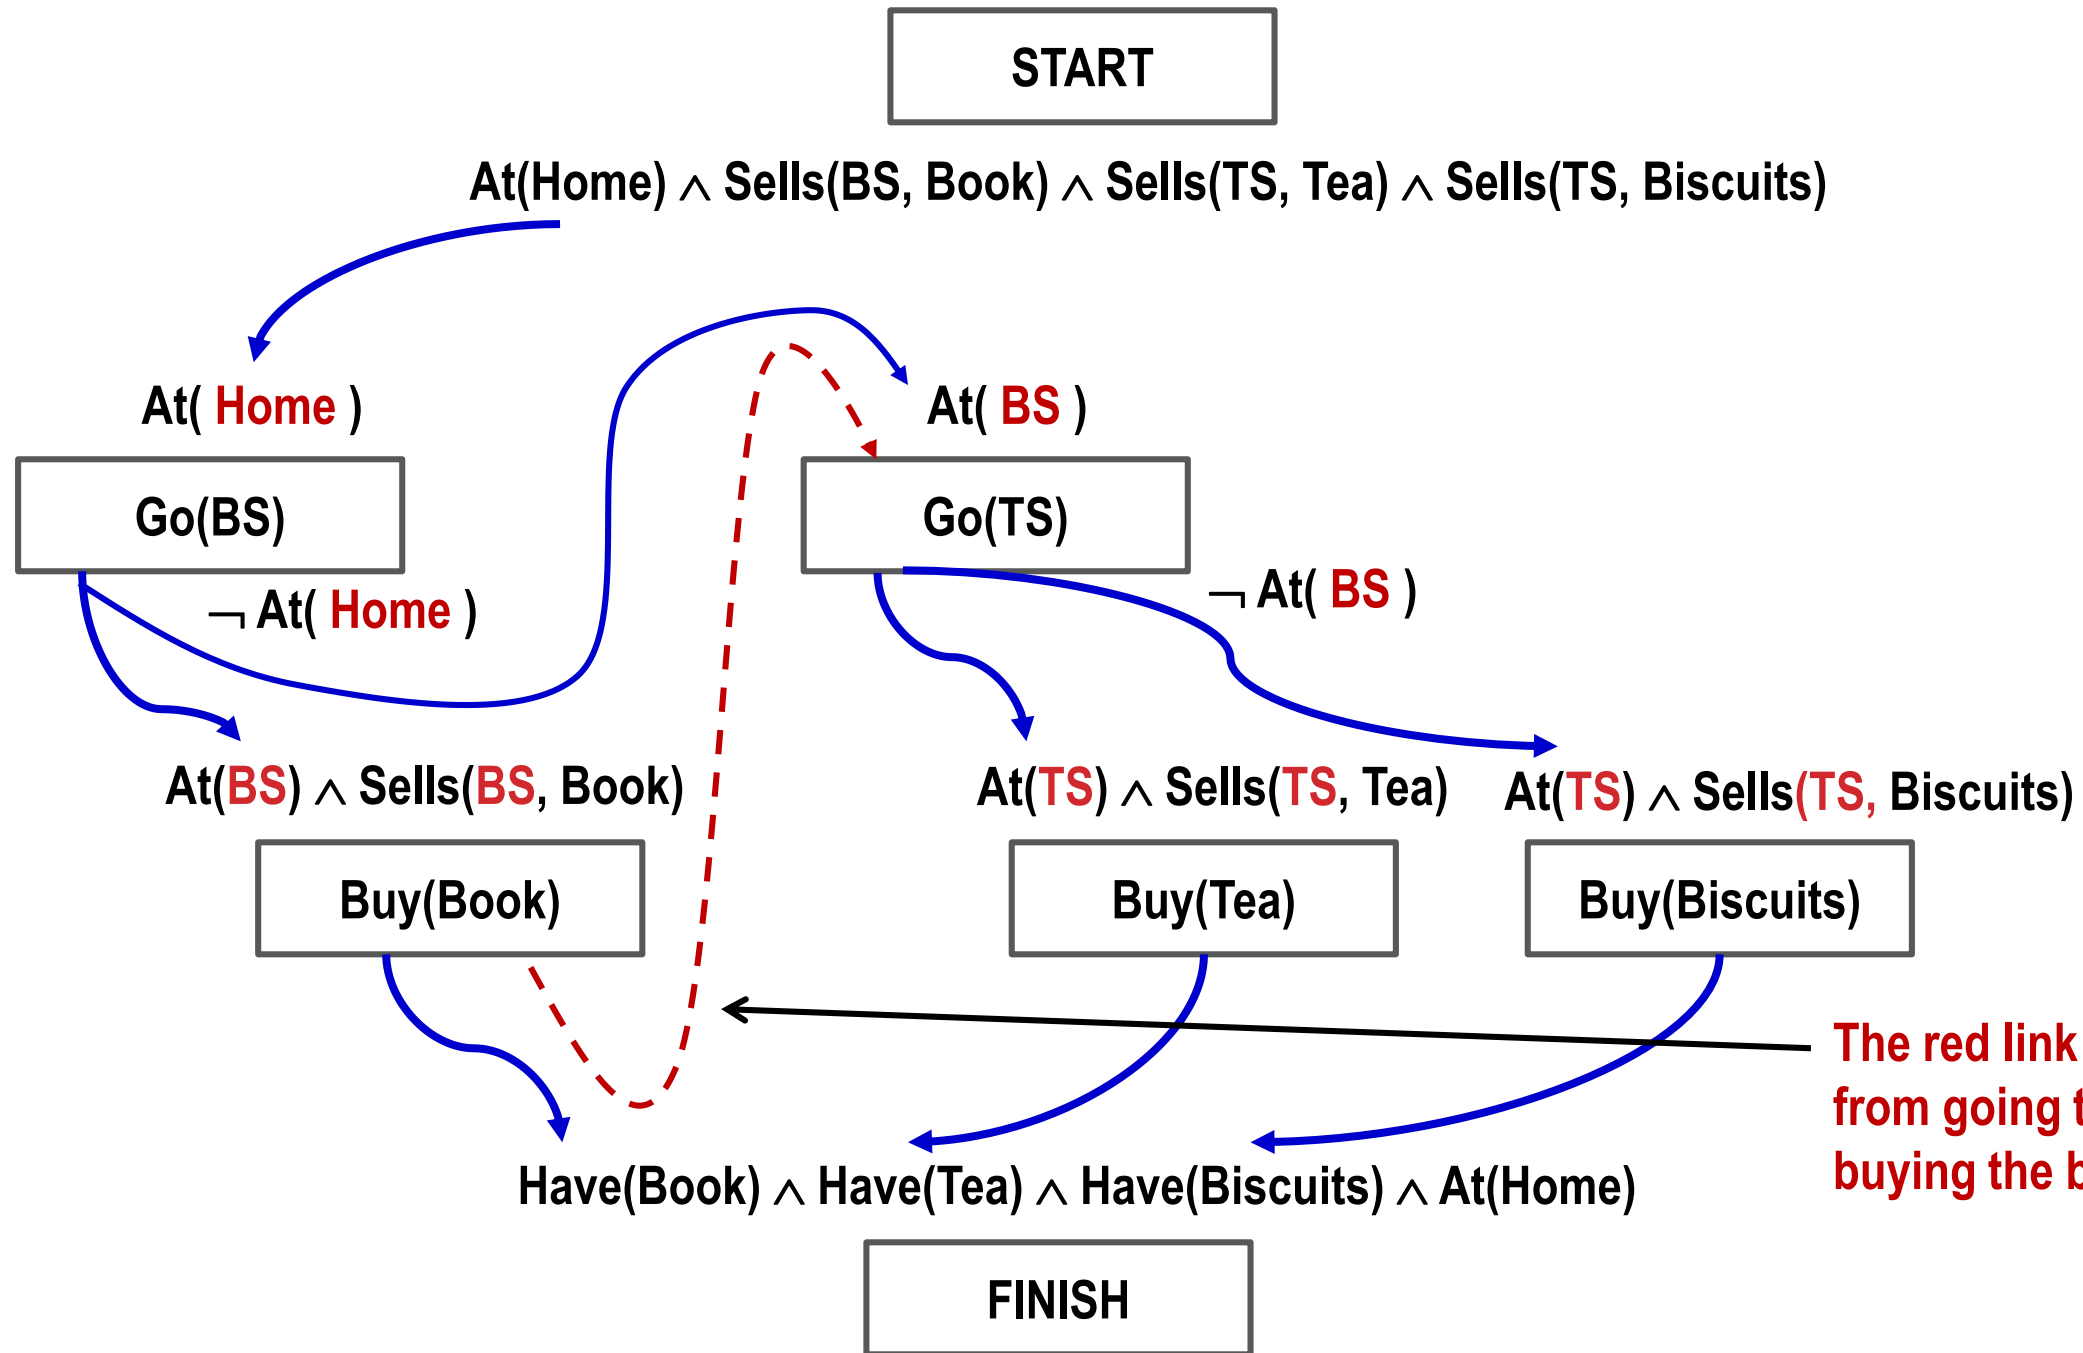 START
At(Home) ∧ Sells(BS, Book) ∧ Sells(TS, Tea) ∧ Sells(TS, Biscuits)
At( Home )
At( BS )
Go(BS)
Go(TS)
¬ At( Home )
¬ At( BS )
At(BS) ∧ Sells(BS, Book)
At(TS) ∧ Sells(TS, Tea)
At(TS) ∧ Sells(TS, Biscuits)
Buy(Book)
Buy(Tea)
Buy(Biscuits)
The red link
from going
buying the
Have(Book) ∧ Have(Tea) ∧ Have(Biscuits) ∧ At(Home)
FINISH